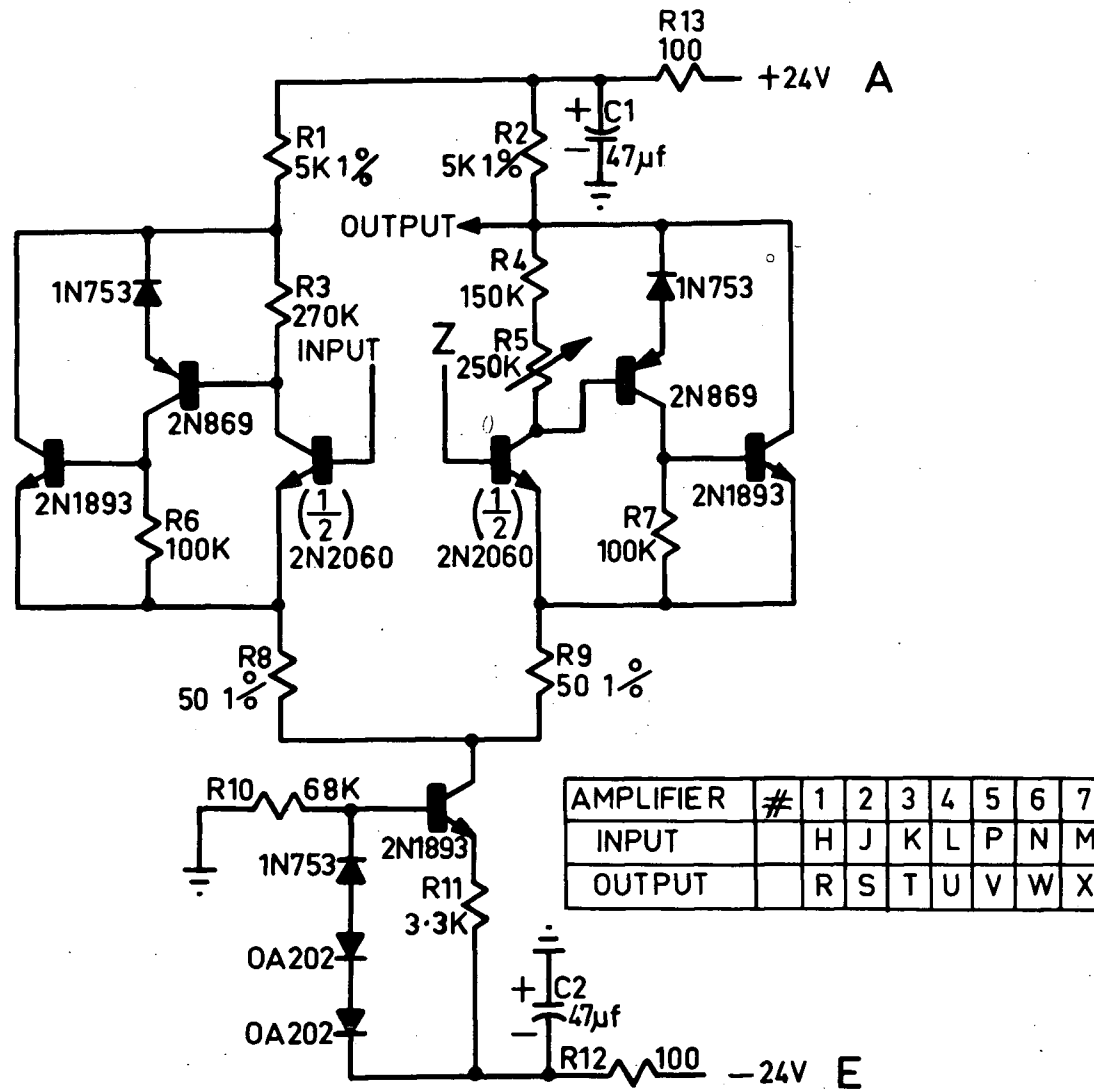 R13
100
+24V A
R1
5K 1%
R2
5K 1%
+ C1
− 47µf
OUTPUT
1N753
R3
270K
INPUT
R4
150K
Z
R5
250K
1N753
2N869
2N869
2N1893
(1/2)
2N2060
(1/2)
2N2060
2N1893
R6
100K
R7
100K
R8
50 1%
R9
50 1%
R10 68K
2N1893
1N753
R11
3·3K
OA202
OA202
+ C2
− 47µf
R12 100
−24V E
AMPLIFIER # 1 2 3 4 5 6 7
INPUT H J K L P N M
OUTPUT R S T U V W X